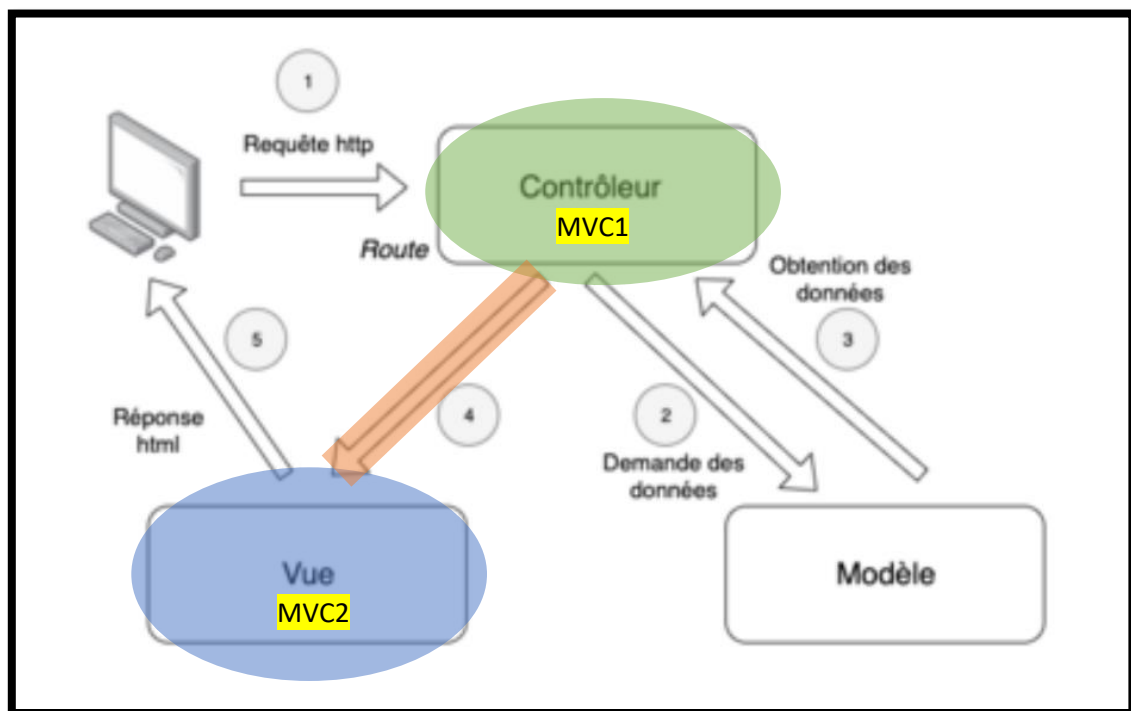 1
Requête http
Contrôleur
MVC1
Route
Obtention des
données
3
5
4
2
Réponse
html
Demande des
données
Vue
MVC2
Modèle